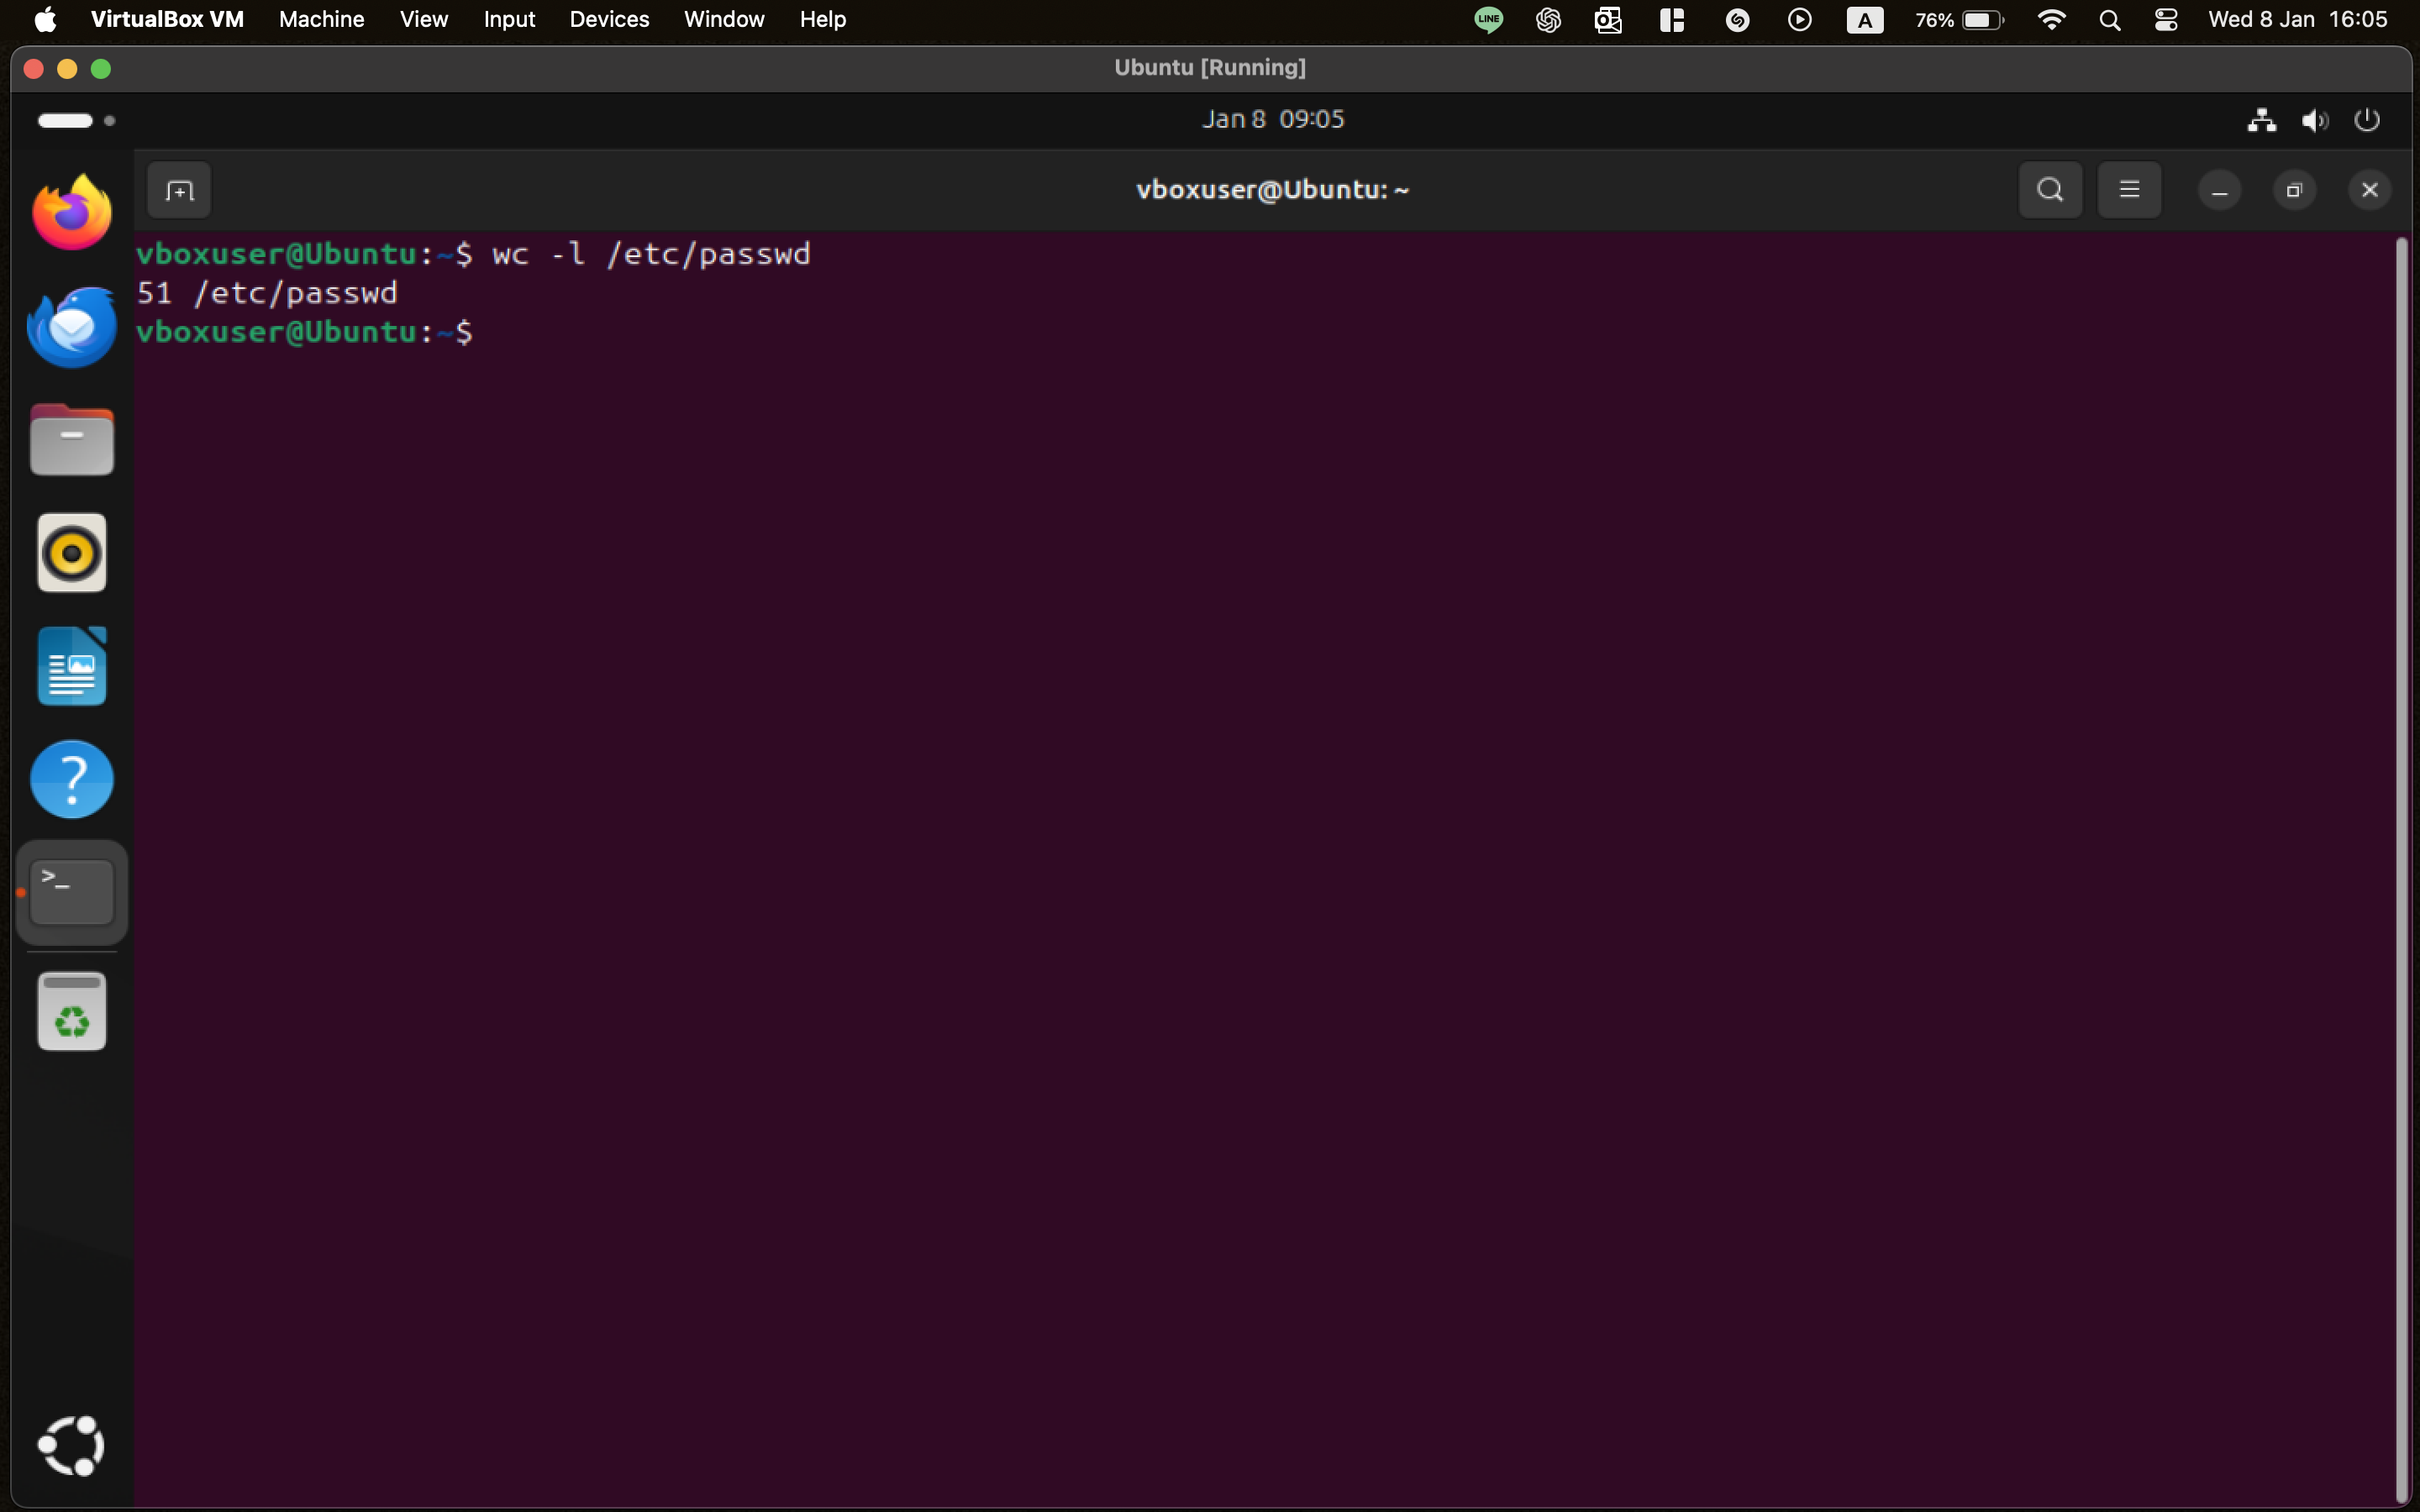 VirtualBox VM Machine View Input Devices Window Help LINE A 76% Wed 8 Jan 16:05
Ubuntu [Running]
Jan 8 09:05
vboxuser@Ubuntu: ~
vboxuser@Ubuntu:~$ wc -l /etc/passwd
51 /etc/passwd
vboxuser@Ubuntu:~$